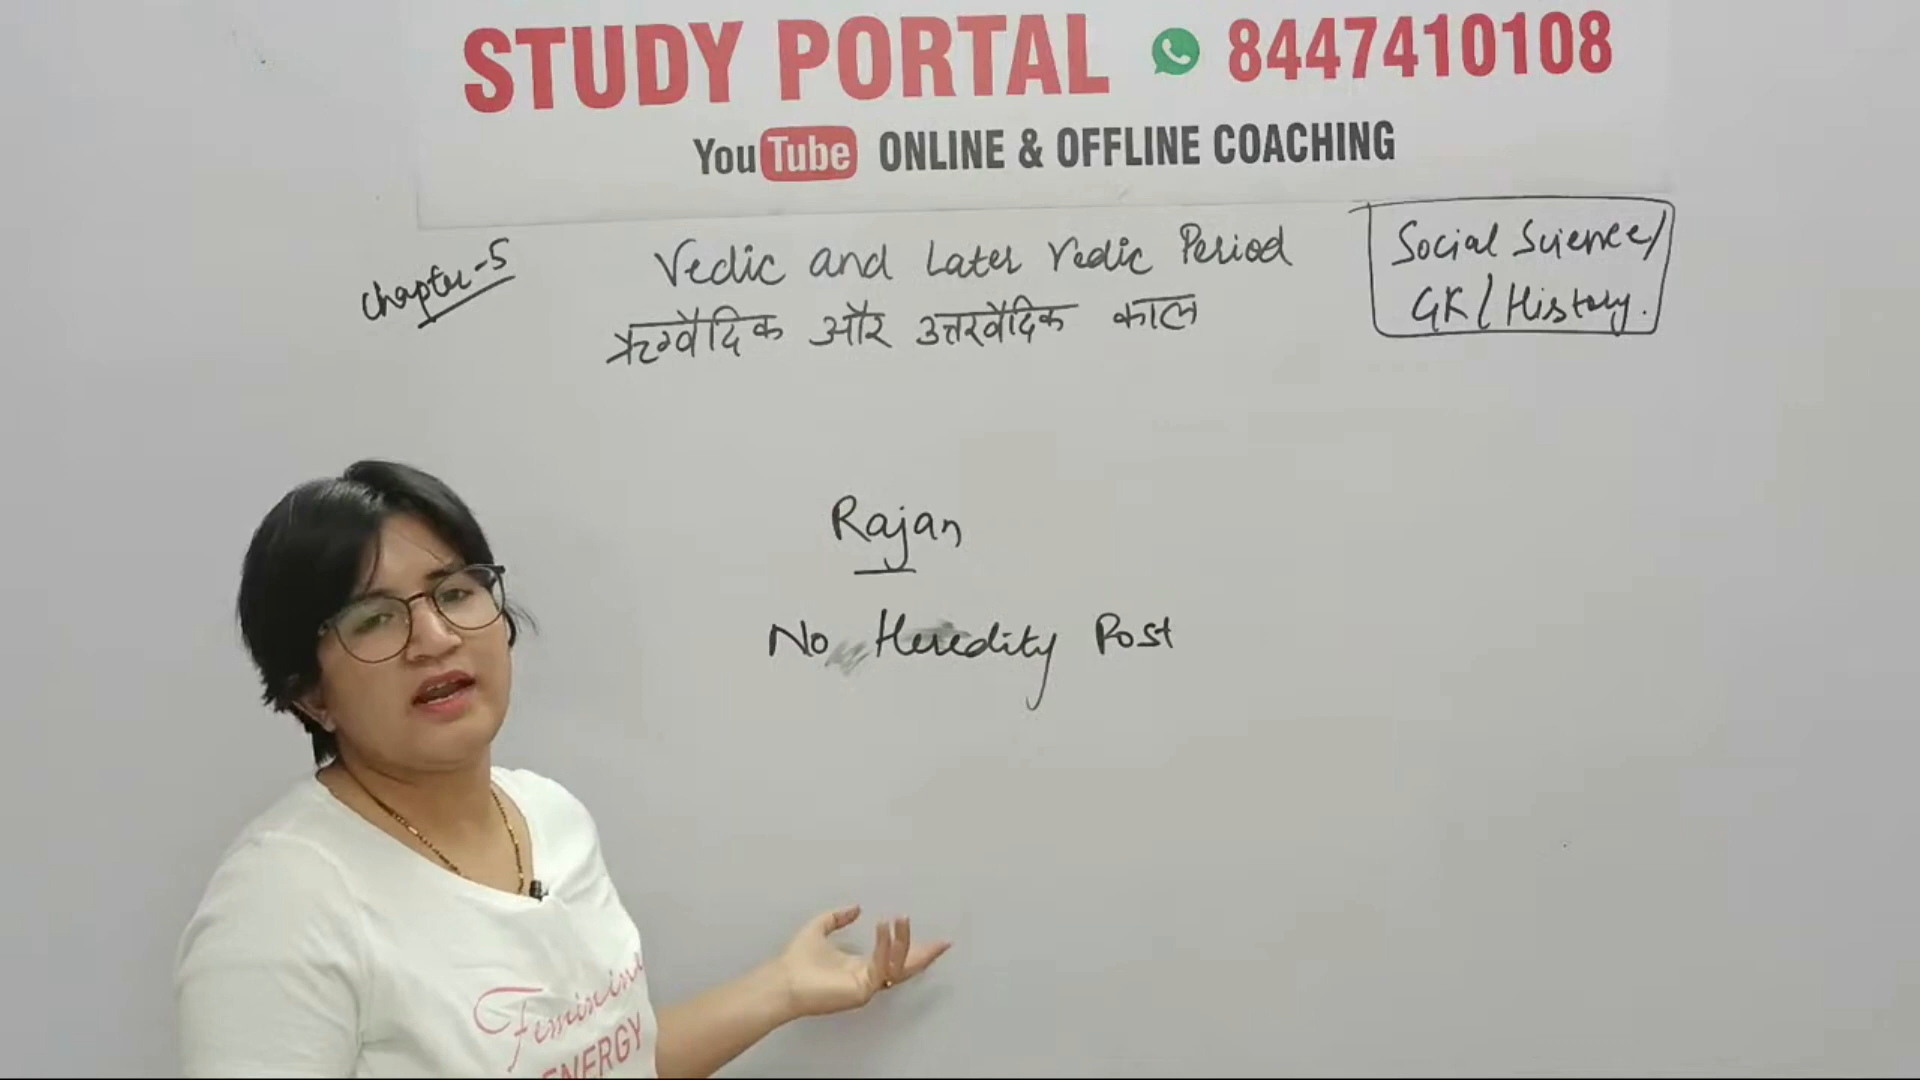 STUDY PORTAL 8447410108
YouTube ONLINE & OFFLINE COACHING
Chapter-5
Vedic and Later Vedic Period
ऋग्वैदिक और उत्तरवैदिक काल
Social Science/
GK/History.
Rajan
No Heredity Post
Feminine
ENERGY